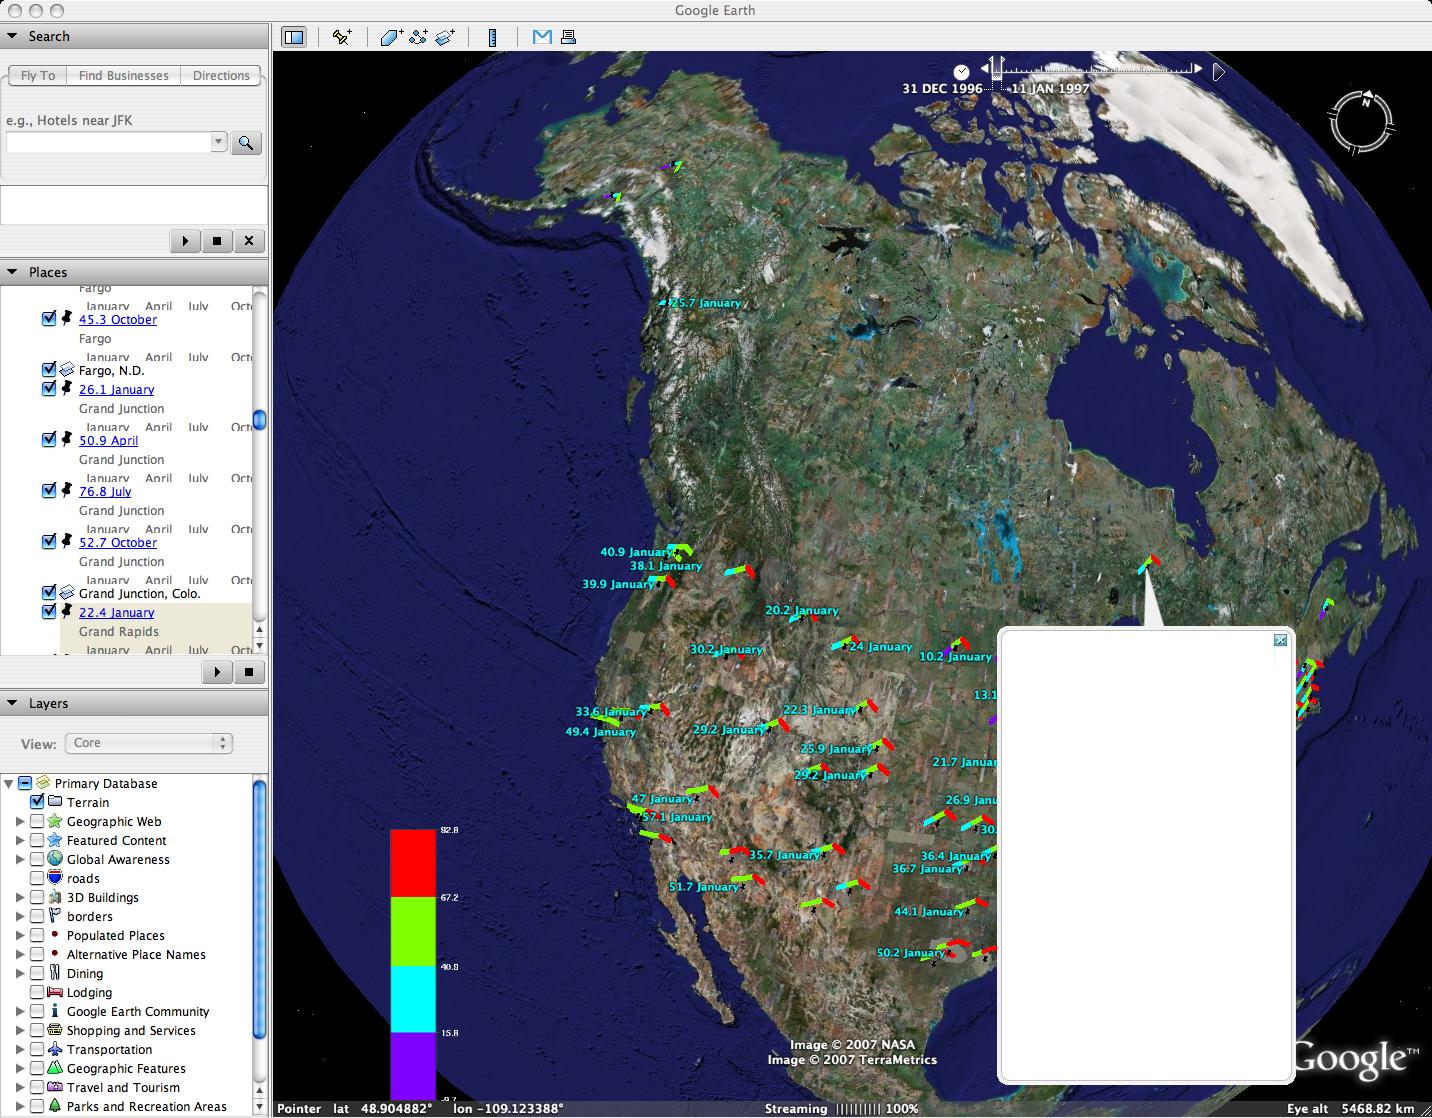 Google Earth
Search
Fly To
Find Businesses
Directions
e.g., Hotels near JFK
Places
Fargo
January April July Oct
45.3 October
Fargo
January April July Oct
Fargo, N.D.
26.1 January
Grand Junction
January April July Oct
50.9 April
Grand Junction
January April July Oct
76.8 July
Grand Junction
January April July Oct
52.7 October
Grand Junction
January April July Oct
Grand Junction, Colo.
22.4 January
Grand Rapids
January April July Oct
Layers
View: Core
Primary Database
Terrain
Geographic Web
Featured Content
Global Awareness
roads
3D Buildings
borders
Populated Places
Alternative Place Names
Dining
Lodging
Google Earth Community
Shopping and Services
Transportation
Geographic Features
Travel and Tourism
Parks and Recreation Areas
31 DEC 1996 - 11 JAN 1997
N
25.7 January
40.9 January
38.1 January
39.9 January
20.2 January
30.2 January
24 January
10.2 January
13.1
33.6 January
22.3 January
49.4 January
29.2 January
25.9 January
21.7 January
29.2 January
47 January
26.9 Janu
57.1 January
30.
35.7 January
36.4 January
36.7 January
51.7 January
44.1 January
50.2 January
92.8
67.2
40.9
15.8
-9.7
Image © 2007 NASA
Image © 2007 TerraMetrics
Google™
Pointer lat 48.904882° lon -109.123388°
Streaming |||||||||| 100%
Eye alt 5468.82 km